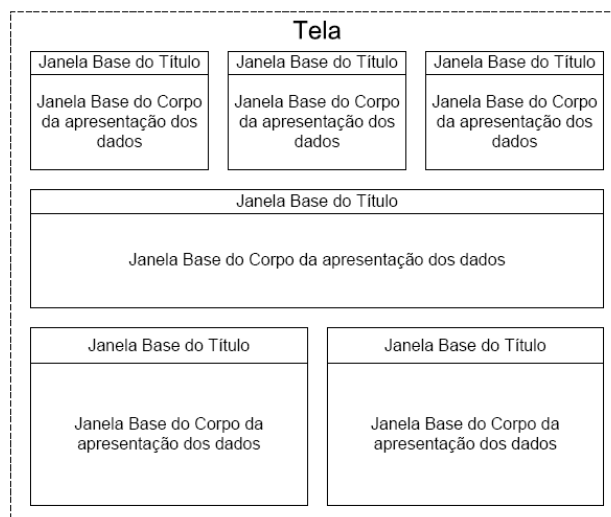 Tela
Janela Base do Título
Janela Base do Corpo
da apresentação dos
dados
Janela Base do Título
Janela Base do Corpo
da apresentação dos
dados
Janela Base do Título
Janela Base do Corpo
da apresentação dos
dados
Janela Base do Título
Janela Base do Corpo da apresentação dos dados
Janela Base do Título
Janela Base do Corpo da
apresentação dos dados
Janela Base do Título
Janela Base do Corpo da
apresentação dos dados